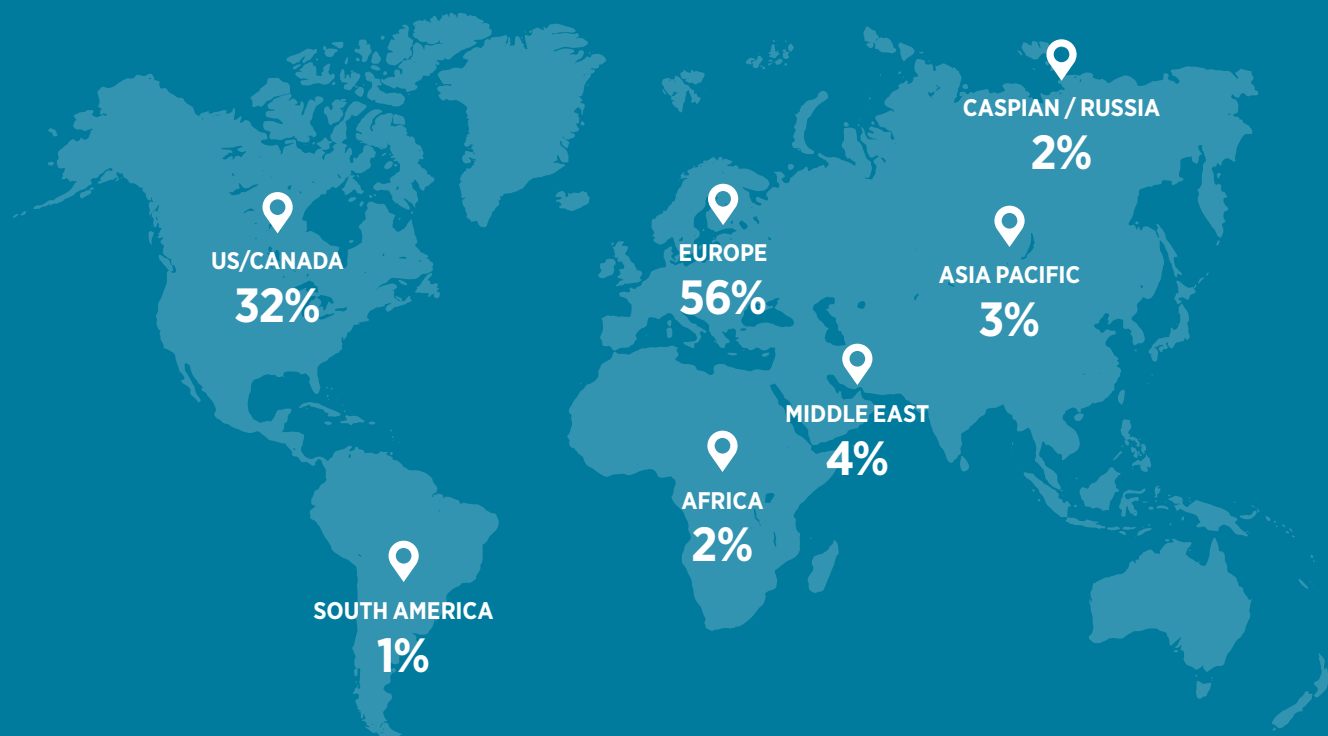 CASPIAN / RUSSIA
2%
US/CANADA
32%
EUROPE
56%
ASIA PACIFIC
3%
MIDDLE EAST
4%
AFRICA
2%
SOUTH AMERICA
1%